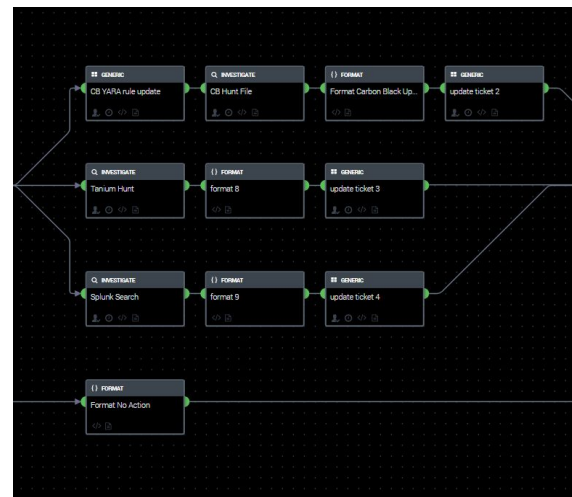 GENERIC
CB YARA rule update
INVESTIGATE
CB Hunt File
{} FORMAT
Format Carbon Black Up...
GENERIC
update ticket 2
INVESTIGATE
Tanium Hunt
{} FORMAT
format 8
GENERIC
update ticket 3
INVESTIGATE
Splunk Search
{} FORMAT
format 9
GENERIC
update ticket 4
{} FORMAT
Format No Action